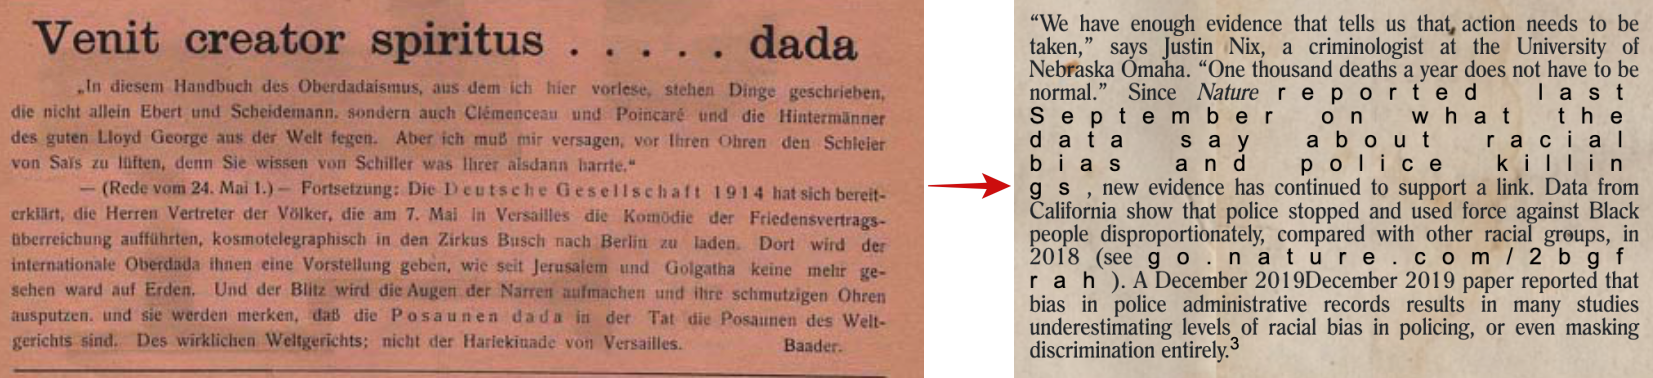 Venit creator spiritus . . . . . dada
„In diesem Handbuch des Oberdadaismus, aus dem ich hier vorlese, stehen Dinge geschrieben,
die nicht allein Ebert und Scheidemann, sondern auch Clémenceau und Poincaré und die Hintermänner
des guten Lloyd George aus der Welt fegen. Aber ich muß mir versagen, vor Ihren Ohren den Schleier
von Saïs zu lüften, denn Sie wissen von Schiller was Ihrer alsdann harrte.“
— (Rede vom 24. Mai 1.) — Fortsetzung: Die Deutsche Gesellschaft 1914 hat sich bereit-
erklärt, die Herren Vertreter der Völker, die am 7. Mai in Versailles die Komödie der Friedensvertrags-
überreichung aufführten, kosmotelegraphisch in den Zirkus Busch nach Berlin zu laden. Dort wird der
internationale Oberdada ihnen eine Vorstellung geben, wie seit Jerusalem und Golgatha keine mehr ge-
sehen ward auf Erden. Und der Blitz wird die Augen der Narren aufmachen und ihre schmutzigen Ohren
ausputzen. und sie werden merken, daß die Posaunen dada in der Tat die Posaunen des Welt-
gerichts sind. Des wirklichen Weltgerichts; nicht der Harlekinade von Versailles. Baader.
“We have enough evidence that tells us that action needs to be
taken,” says Justin Nix, a criminologist at the University of
Nebraska Omaha. “One thousand deaths a year does not have to be
normal.” Since Nature reported last
September on what the
data say about racial
bias and police killin
gs, new evidence has continued to support a link. Data from
California show that police stopped and used force against Black
people disproportionately, compared with other racial groups, in
2018 (see go.nature.com/2bgf
rah). A December 2019December 2019 paper reported that
bias in police administrative records results in many studies
underestimating levels of racial bias in policing, or even masking
discrimination entirely.3